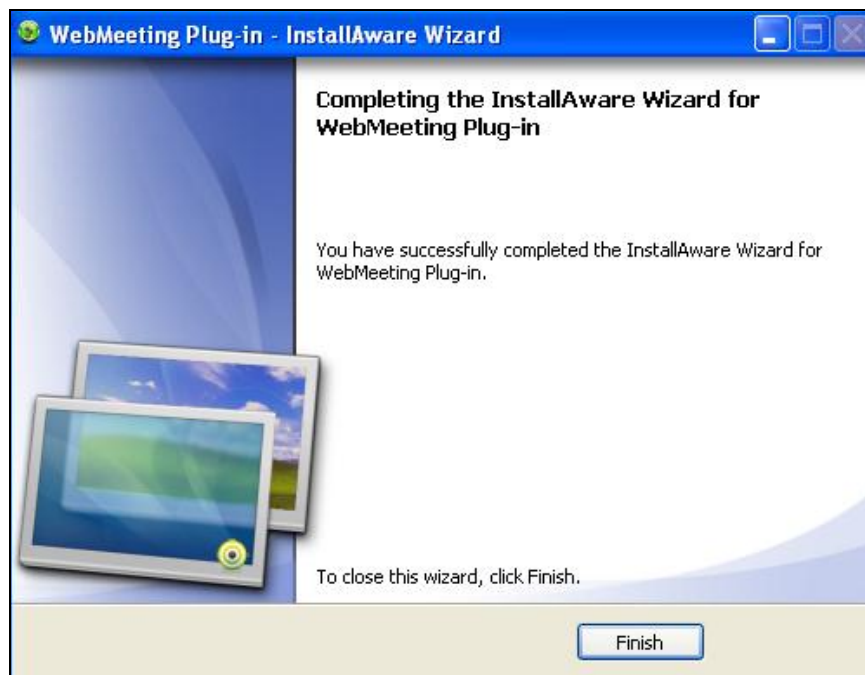 WebMeeting Plug-in - InstallAware Wizard
Completing the InstallAware Wizard for
WebMeeting Plug-in
You have successfully completed the InstallAware Wizard for
WebMeeting Plug-in.
To close this wizard, click Finish.
Finish